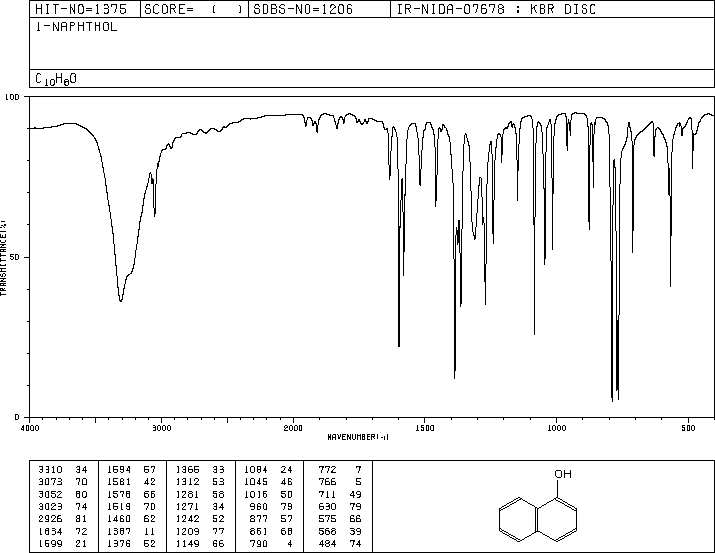 HIT-NO=1375 SCORE= ( ) SDBS-NO=1206 IR-NIDA-07678 : KBR DISC
1-NAPHTHOL
C10H8O
100
50
0
TRANSMITTANCE(%)
4000 3000 2000 1500 1000 500
WAVENUMBER(-1)
3310 34 1594 57 1366 33 1084 24 772 7
3073 70 1581 42 1312 53 1045 46 766 5
3052 60 1578 66 1281 58 1016 50 711 49
3029 74 1519 70 1271 34 960 79 630 79
2926 81 1460 62 1242 52 877 57 575 66
1634 72 1387 11 1209 77 861 68 568 39
1599 21 1376 52 1149 66 790 4 484 74
OH